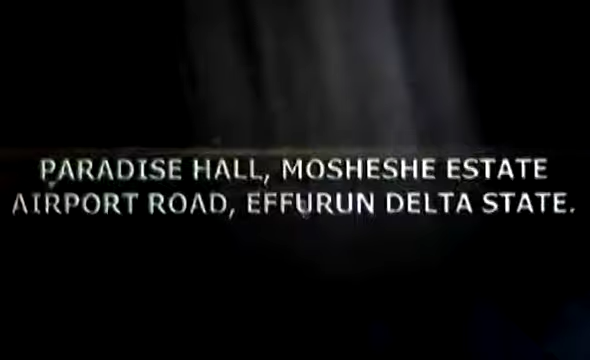 PARADISE HALL, MOSHESHE ESTATE
AIRPORT ROAD, EFFURUN DELTA STATE.